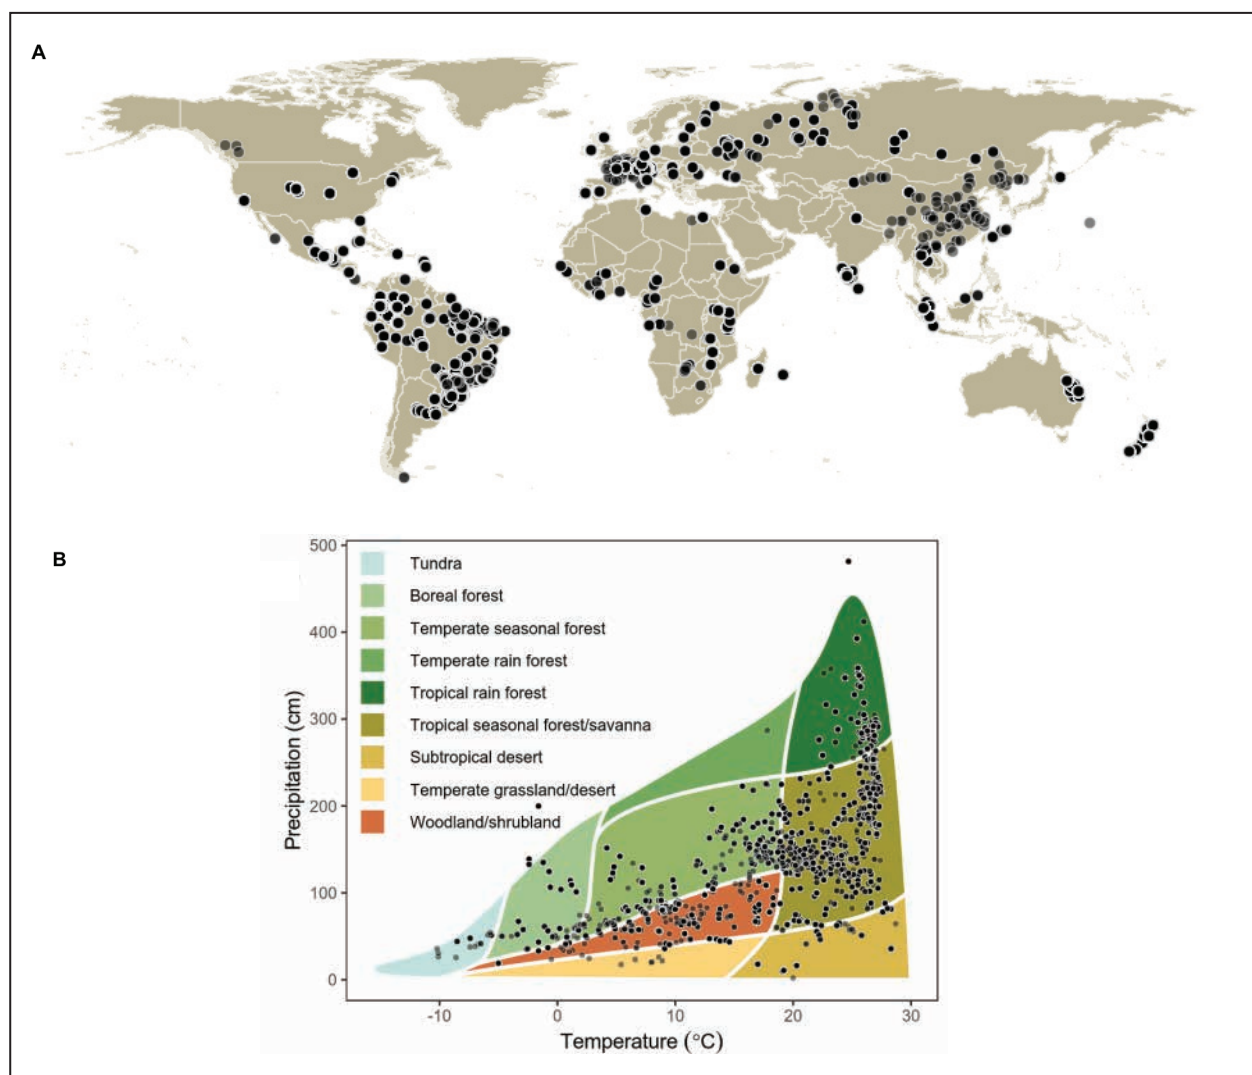 A
B
500
400
300
200
100
0
Precipitation (cm)
Tundra
Boreal forest
Temperate seasonal forest
Temperate rain forest
Tropical rain forest
Tropical seasonal forest/savanna
Subtropical desert
Temperate grassland/desert
Woodland/shrubland
-10 0 10 20 30
Temperature (°C)